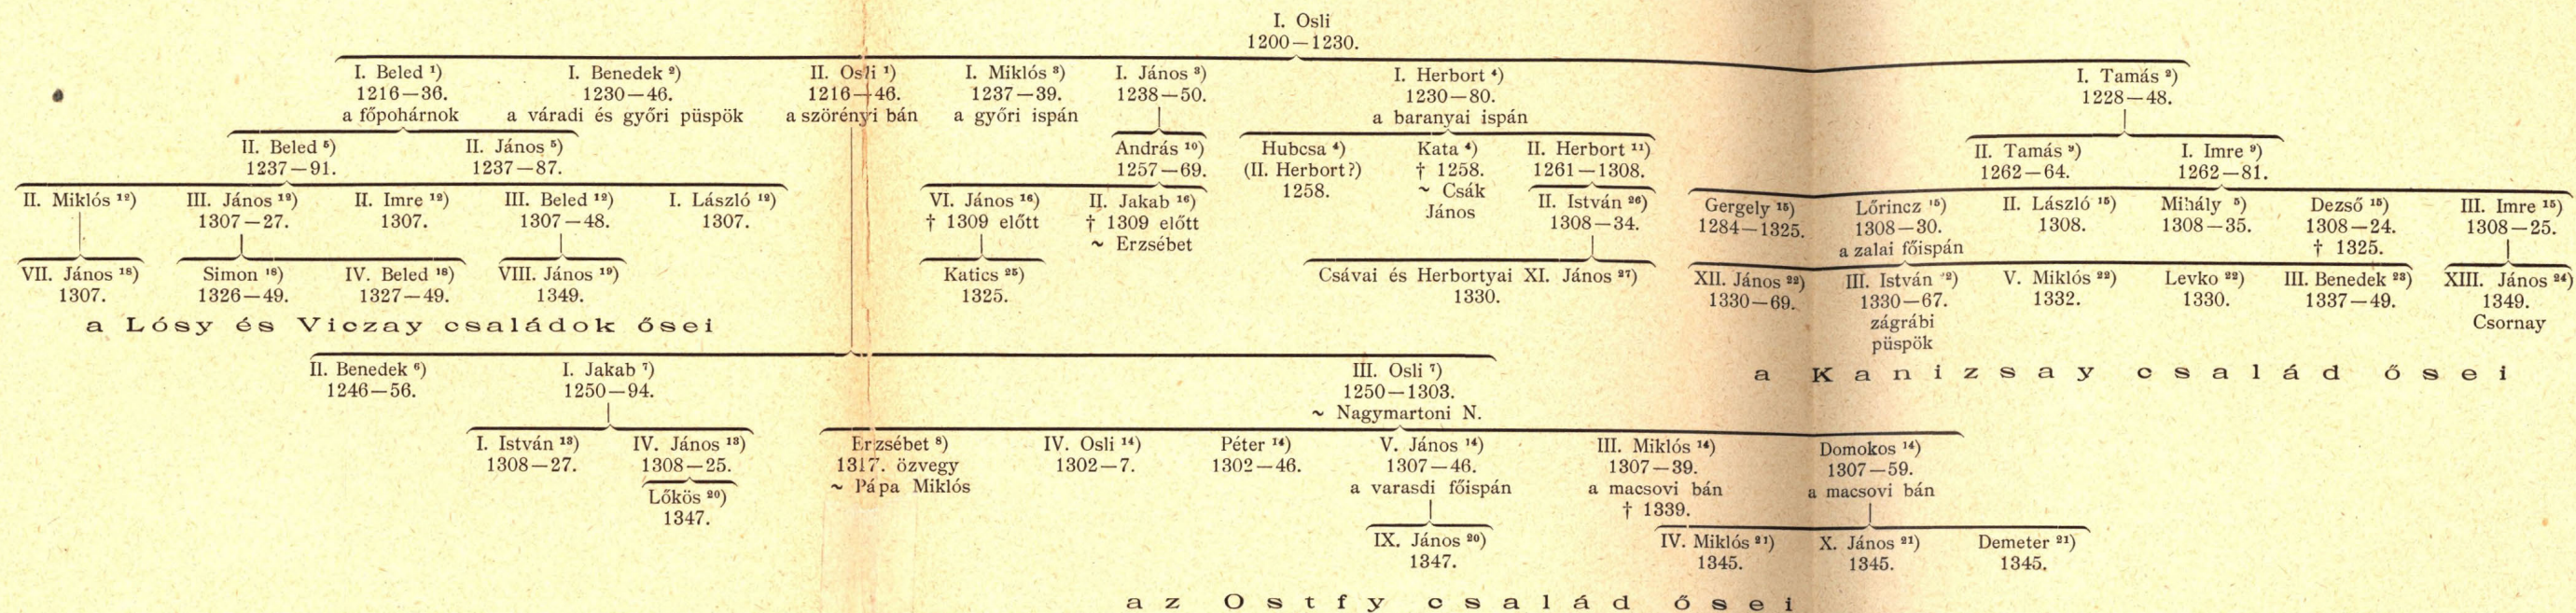 I. Osli
1200—1230.
I. Beled ¹) I. Benedek ²) II. Osli ¹) I. Miklós ³) I. János ³) I. Herbort ⁴) I. Tamás ²)
1216—36. 1230—46. 1216—46. 1237—39. 1238—50. 1230—80. 1228—48.
a főpohárnok a váradi és győri püspök a szörényi bán a győri ispán a baranyai ispán
II. Beled ⁵) II. János ⁵) András ¹⁰) Hubcsa ⁴) Kata ⁴) II. Herbort ¹¹) II. Tamás ⁹) I. Imre ⁹)
1237—91. 1237—87. 1257—69. (II. Herbort?) † 1258. 1261—1308. 1262—64. 1262—81.
1258. ~ Csák
János
II. Miklós ¹²) III. János ¹²) II. Imre ¹²) III. Beled ¹²) I. László ¹²) VI. János ¹⁶) II. Jakab ¹⁶) II. István ²⁶) Gergely ¹⁵) Lőrincz ¹⁵) II. László ¹⁵) Mihály ⁵) Dezső ¹⁵) III. Imre ¹⁵)
1307—27. 1307. 1307—48. 1307. † 1309 előtt † 1309 előtt 1308—34. 1284—1325. 1308—30. 1308. 1308—35. 1308—24. 1308—25.
~ Erzsébet a zalai főispán † 1325.
VII. János ¹⁸) Simon ¹⁸) IV. Beled ¹⁸) VIII. János ¹⁹) Katics ²⁵) Csávai és Herbortyai XI. János ²⁷) XII. János ²²) III. István ²²) V. Miklós ²²) Levko ²²) III. Benedek ²³) XIII. János ²⁴)
1307. 1326—49. 1327—49. 1349. 1325. 1330. 1330—69. 1330—67. 1332. 1330. 1337—49. 1349.
zágrábi Csornay
püspök
a Lósy és Viczay családok ősei
a Kanizsay család ősei
II. Benedek ⁶) I. Jakab ⁷) III. Osli ⁷)
1246—56. 1250—94. 1250—1303.
~ Nagymartoni N.
I. István ¹³) IV. János ¹³) Erzsébet ⁸) IV. Osli ¹⁴) Péter ¹⁴) V. János ¹⁴) III. Miklós ¹⁴) Domokos ¹⁴)
1308—27. 1308—25. 1317. özvegy 1302—7. 1302—46. 1307—46. 1307—39. 1307—59.
~ Pápa Miklós a varasdi főispán a macsovi bán a macsovi bán
† 1339.
Lőkös ²⁰) IX. János ²⁰) IV. Miklós ²¹) X. János ²¹) Demeter ²¹)
1347. 1347. 1345. 1345. 1345.
az Ostfy család ősei